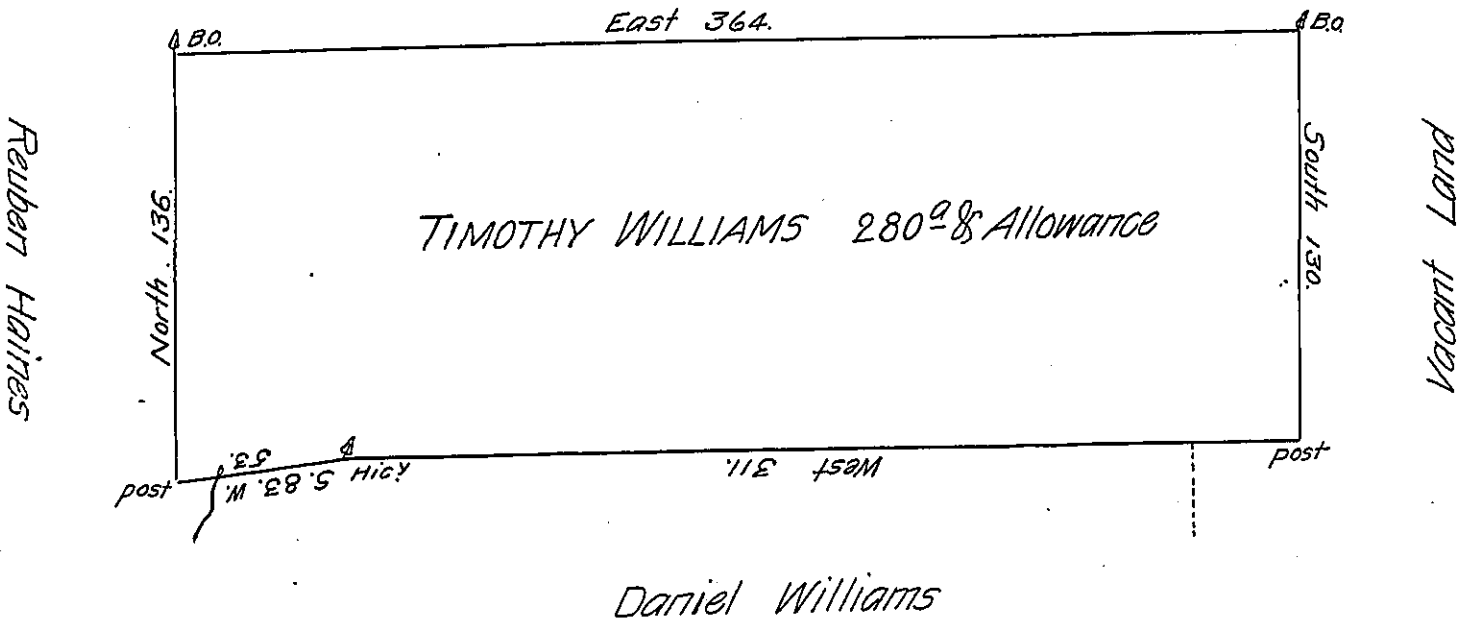 East 364.
B.O.
B.O.
Reuben Haines
North 136.
TIMOTHY WILLIAMS 280ª & Allowance
South 130.
Vacant Land
post
S. 83. W. 53.
Hicy
West 311.
post
Daniel Williams